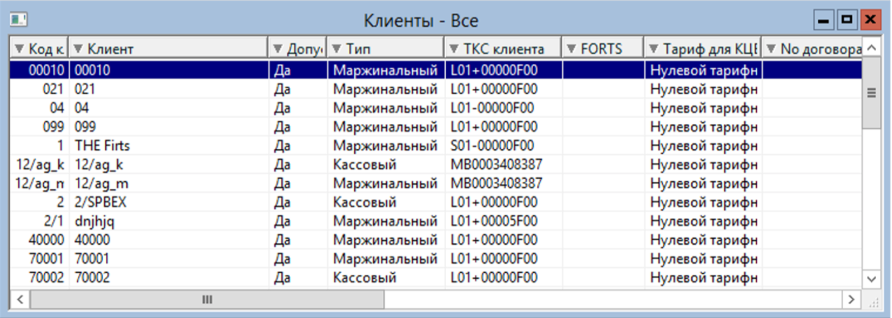 Клиенты - Все
Код к. Клиент Допу Тип ТКС клиента FORTS Тариф для КЦБ No договора
00010 00010 Да Маржинальный L01+00000F00 Нулевой тарифн
021 021 Да Маржинальный L01+00000F00 Нулевой тарифн
04 04 Да Маржинальный L01-00000F00 Нулевой тарифн
099 099 Да Маржинальный L01+00000F00 Нулевой тарифн
1 THE Firts Да Маржинальный S01-00000F00 Нулевой тарифн
12/ag_k 12/ag_k Да Кассовый MB0003408387 Нулевой тарифн
12/ag_m 12/ag_m Да Маржинальный MB0003408387 Нулевой тарифн
2 2/SPBEX Да Кассовый L01+00000F00 Нулевой тарифн
2/1 dnjhjq Да Маржинальный L01+00005F00 Нулевой тарифн
40000 40000 Да Маржинальный L01+00000F00 Нулевой тарифн
70001 70001 Да Маржинальный L01+00000F00 Нулевой тарифн
70002 70002 Да Кассовый L01+00000F00 Нулевой тарифн